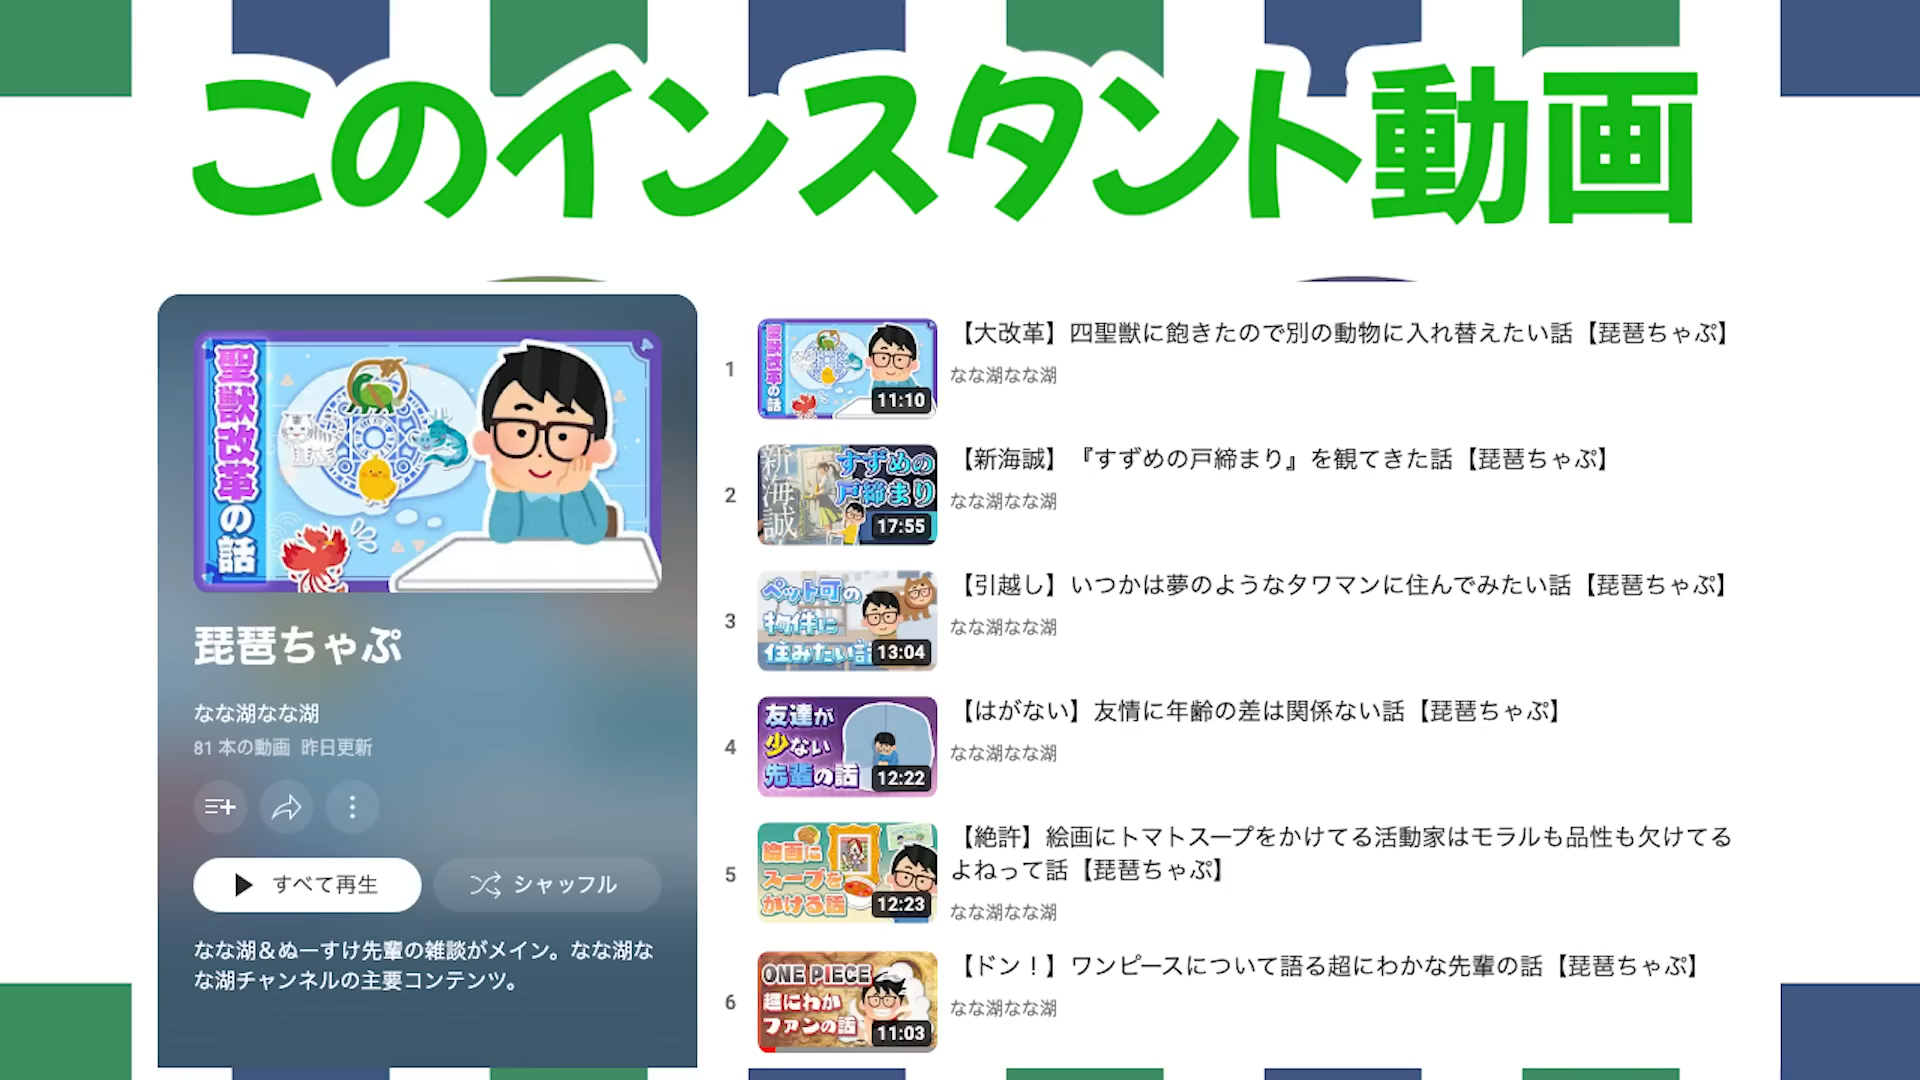 このインスタント動画
聖獣改革の話
琵琶ちゃぷ
なな湖なな湖
81 本の動画 昨日更新
すべて再生
シャッフル
なな湖＆ぬーすけ先輩の雑談がメイン。なな湖な
な湖チャンネルの主要コンテンツ。
1
聖獣改革の話
11:10
【大改革】四聖獣に飽きたので別の動物に入れ替えたい話【琵琶ちゃぷ】
なな湖なな湖
2
新海誠
すずめの
戸締まり
17:55
【新海誠】『すずめの戸締まり』を観てきた話【琵琶ちゃぷ】
なな湖なな湖
3
ペット可の
物件に
住みたい話
13:04
【引越し】いつかは夢のようなタワマンに住んでみたい話【琵琶ちゃぷ】
なな湖なな湖
4
友達が
少ない
先輩の話
12:22
【はがない】友情に年齢の差は関係ない話【琵琶ちゃぷ】
なな湖なな湖
5
絵画に
スープを
かける話
12:23
【絶許】絵画にトマトスープをかけてる活動家はモラルも品性も欠けてる
よねって話【琵琶ちゃぷ】
なな湖なな湖
6
ONE PIECE
超にわか
ファンの話
11:03
【ドン！】ワンピースについて語る超にわかな先輩の話【琵琶ちゃぷ】
なな湖なな湖